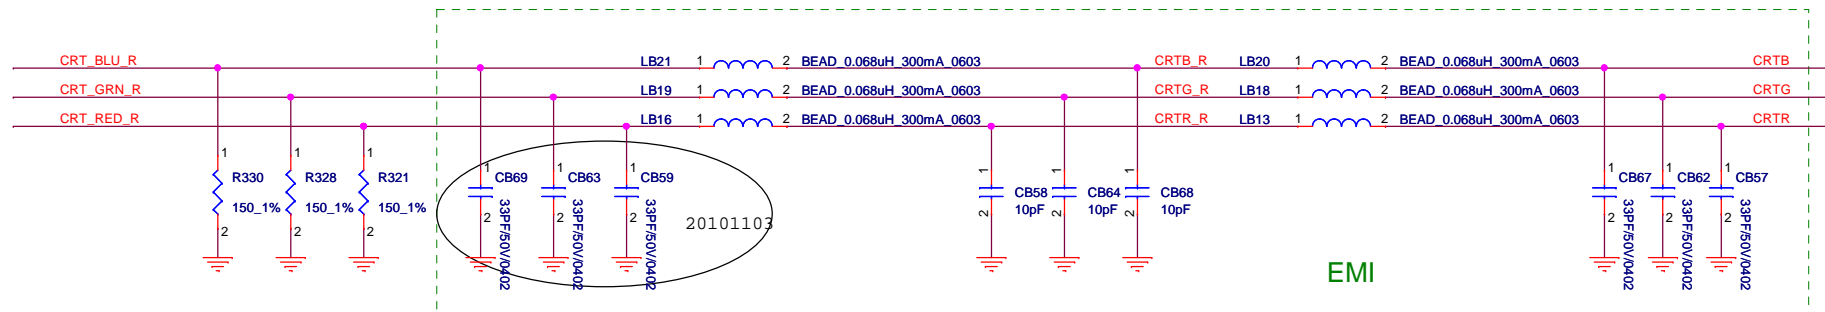 CRT_BLU_R LB21 1 2 BEAD_0.068uH_300mA_0603 CRTB_R LB20 1 2 BEAD_0.068uH_300mA_0603 CRTB
CRT_GRN_R LB19 1 2 BEAD_0.068uH_300mA_0603 CRTG_R LB18 1 2 BEAD_0.068uH_300mA_0603 CRTG
CRT_RED_R LB16 1 2 BEAD_0.068uH_300mA_0603 CRTR_R LB13 1 2 BEAD_0.068uH_300mA_0603 CRTR
1 1 1 1 1 1 1 1 1 1 1 1
R330 R328 R321 CB69 CB63 CB59 CB58 CB64 CB68 CB67 CB62 CB57
150_1% 150_1% 150_1% 10pF 10pF 10pF
2 2 2 2 2 2 2 2 2 2 2 2
33PF/50V/0402 33PF/50V/0402 33PF/50V/0402 33PF/50V/0402 33PF/50V/0402 33PF/50V/0402
20101103
EMI